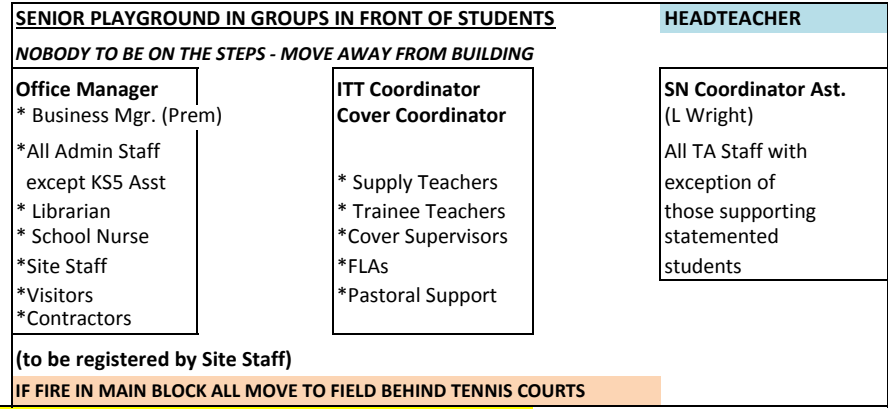 SENIOR PLAYGROUND IN GROUPS IN FRONT OF STUDENTS
HEADTEACHER
NOBODY TO BE ON THE STEPS - MOVE AWAY FROM BUILDING
Office Manager
* Business Mgr. (Prem)
*All Admin Staff
except KS5 Asst
* Librarian
* School Nurse
*Site Staff
*Visitors
*Contractors
ITT Coordinator
Cover Coordinator
* Supply Teachers
* Trainee Teachers
*Cover Supervisors
*FLAs
*Pastoral Support
SN Coordinator Ast.
(L Wright)
All TA Staff with
exception of
those supporting
statemented
students
(to be registered by Site Staff)
IF FIRE IN MAIN BLOCK ALL MOVE TO FIELD BEHIND TENNIS COURTS